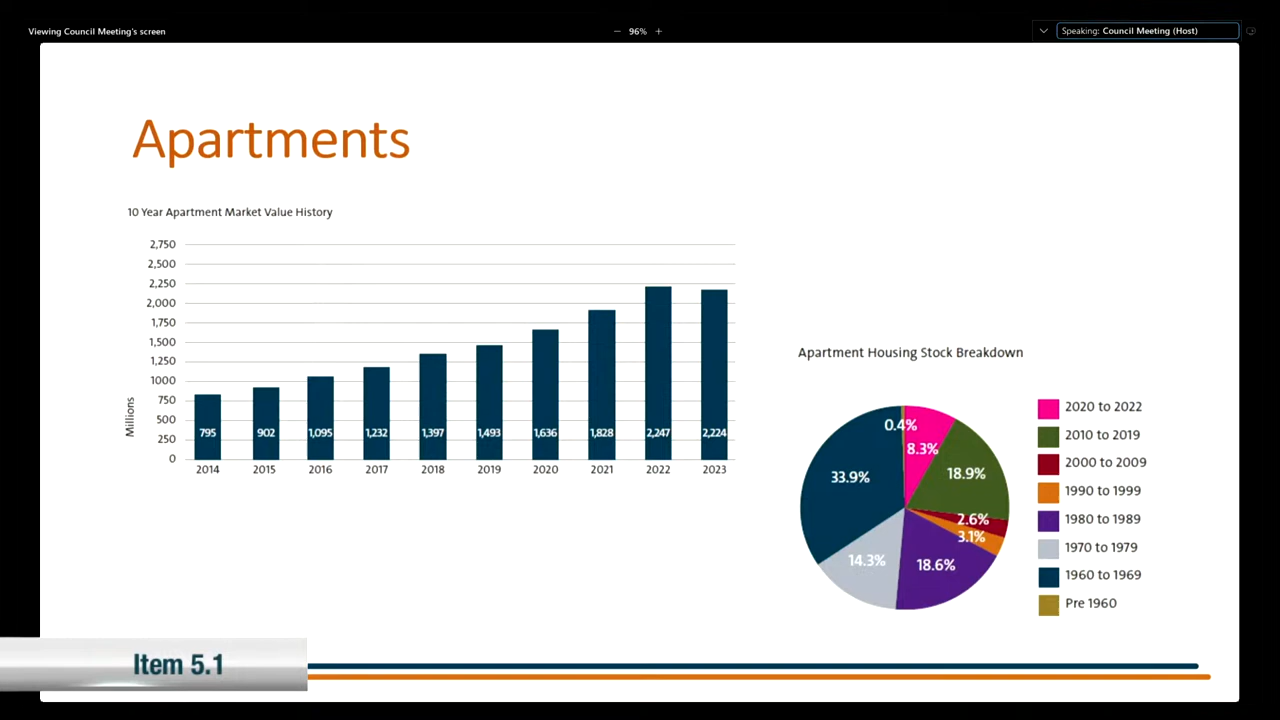 Viewing Council Meeting's screen
96%
Speaking: Council Meeting (Host)
Apartments
10 Year Apartment Market Value History
2,750
2,500
2,250
2,000
1,750
1,500
1,250
1000
750
500
250
0
Millions
795 902 1,095 1,232 1,397 1,493 1,636 1,828 2,247 2,224
2014 2015 2016 2017 2018 2019 2020 2021 2022 2023
Apartment Housing Stock Breakdown
0.4%
8.3%
18.9%
2.6%
3.1%
18.6%
14.3%
33.9%
2020 to 2022
2010 to 2019
2000 to 2009
1990 to 1999
1980 to 1989
1970 to 1979
1960 to 1969
Pre 1960
Item 5.1